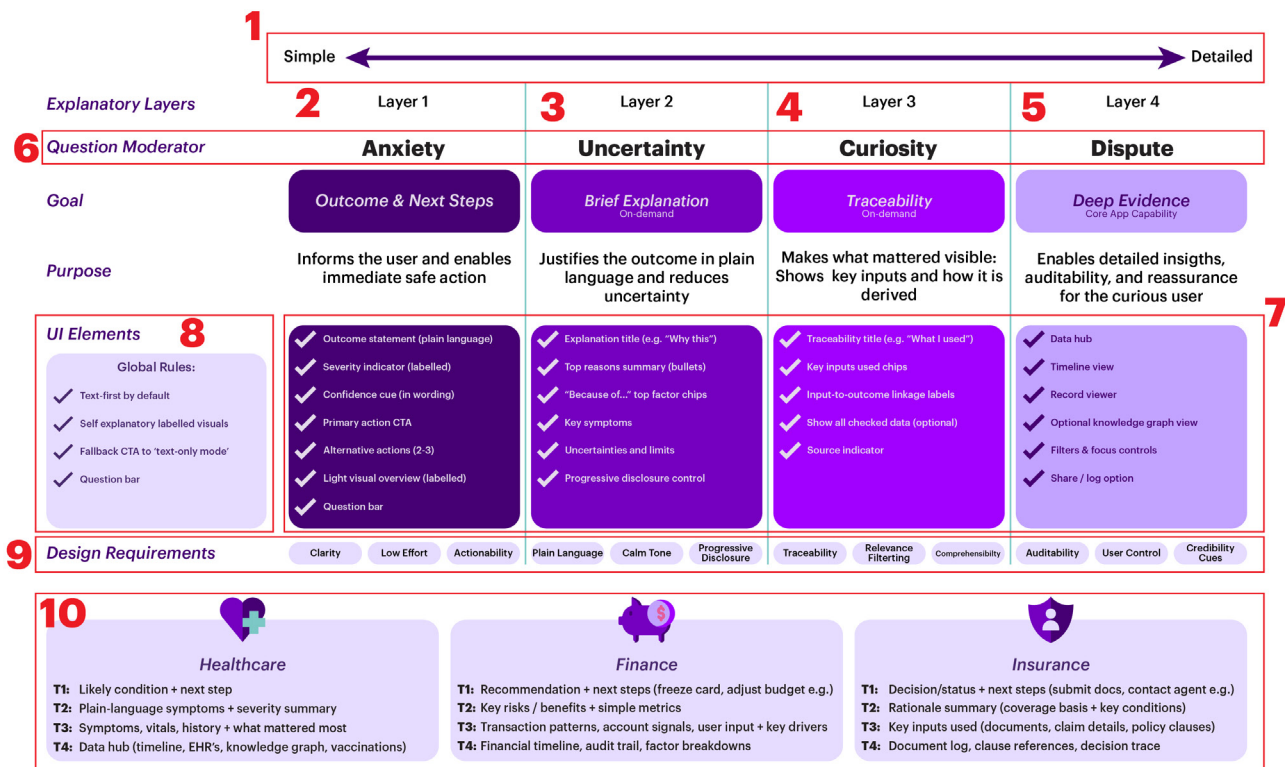 1
Simple Detailed
Explanatory Layers 2 Layer 1 3 Layer 2 4 Layer 3 5 Layer 4
6 Question Moderator Anxiety Uncertainty Curiosity Dispute
Goal
Outcome & Next Steps
Brief Explanation
On-demand
Traceability
On-demand
Deep Evidence
Core App Capability
Purpose
Informs the user and enables
immediate safe action
Justifies the outcome in plain
language and reduces
uncertainty
Makes what mattered visible:
Shows key inputs and how it is
derived
Enables detailed insigths,
auditability, and reassurance
for the curious user
7
UI Elements 8
Global Rules:
Text-first by default
Self explanatory labelled visuals
Fallback CTA to ‘text-only mode’
Question bar
Outcome statement (plain language)
Severity indicator (labelled)
Confidence cue (in wording)
Primary action CTA
Alternative actions (2-3)
Light visual overview (labelled)
Question bar
Explanation title (e.g. “Why this”)
Top reasons summary (bullets)
“Because of...” top factor chips
Key symptoms
Uncertainties and limits
Progressive disclosure control
Traceability title (e.g. “What I used”)
Key inputs used chips
Input-to-outcome linkage labels
Show all checked data (optional)
Source indicator
Data hub
Timeline view
Record viewer
Optional knowledge graph view
Filters & focus controls
Share / log option
9 Design Requirements
Clarity
Low Effort
Actionability
Plain Language
Calm Tone
Progressive
Disclosure
Traceability
Relevance
Filterting
Comprehensibilty
Auditability
User Control
Credibility
Cues
10
Healthcare
T1: Likely condition + next step
T2: Plain-language symptoms + severity summary
T3: Symptoms, vitals, history + what mattered most
T4: Data hub (timeline, EHR’s, knowledge graph, vaccinations)
$
Finance
T1: Recommendation + next steps (freeze card, adjust budget e.g.)
T2: Key risks / benefits + simple metrics
T3: Transaction patterns, account signals, user input + key drivers
T4: Financial timeline, audit trail, factor breakdowns
Insurance
T1: Decision/status + next steps (submit docs, contact agent e.g.)
T2: Rationale summary (coverage basis + key conditions)
T3: Key inputs used (documents, claim details, policy clauses)
T4: Document log, clause references, decision trace